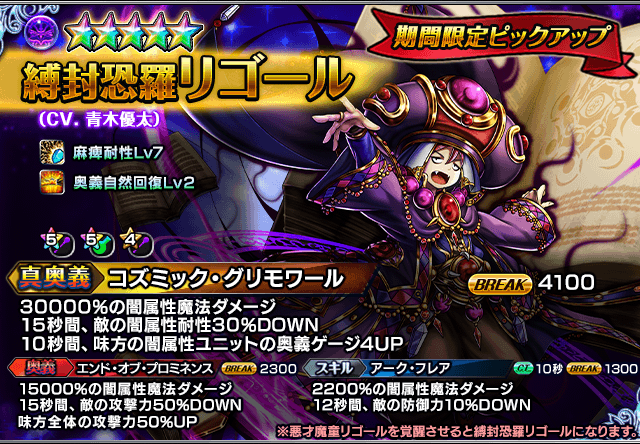 期間限定ピックアップ
縛封恐羅リゴール
(CV. 青木優太)
麻痺耐性Lv7
奥義自然回復Lv2
5 5 4
真奥義 コズミック・グリモワール BREAK 4100
30000%の闇属性魔法ダメージ
15秒間、敵の闇属性耐性30%DOWN
10秒間、味方の闇属性ユニットの奥義ゲージ4UP
奥義 エンド・オブ・プロミネンス BREAK 2300
15000%の闇属性魔法ダメージ
15秒間、敵の攻撃力50%DOWN
味方全体の攻撃力50%UP
スキル アーク・フレア C.T. 10秒 BREAK 1300
2200%の闇属性魔法ダメージ
12秒間、敵の防御力10%DOWN
※悪才魔童リゴールを覚醒させると縛封恐羅リゴールになります。